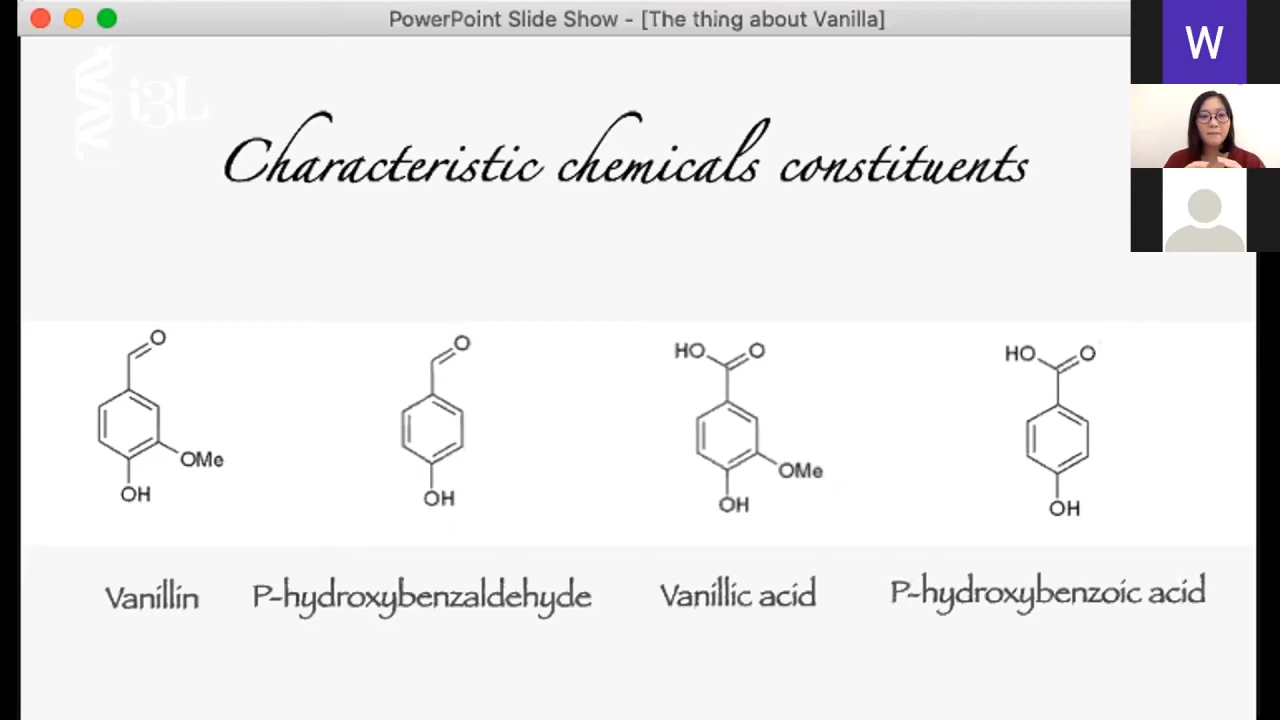 PowerPoint Slide Show - [The thing about Vanilla]
W
i3L
Characteristic chemicals constituents
O
OMe
OH
O
OH
HO
O
OMe
OH
HO
O
OH
Vanillin
P-hydroxybenzaldehyde
Vanillic acid
P-hydroxybenzoic acid